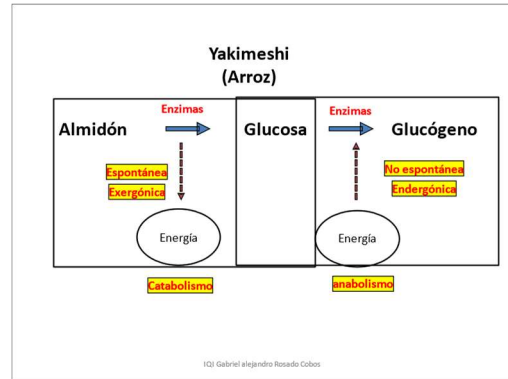 Yakimeshi
(Arroz)
Enzimas
Enzimas
Almidón
Glucosa
Glucógeno
Espontánea
Exergónica
No espontánea
Endergónica
Energía
Energía
Catabolismo
anabolismo
IQI Gabriel alejandro Rosado Cobos